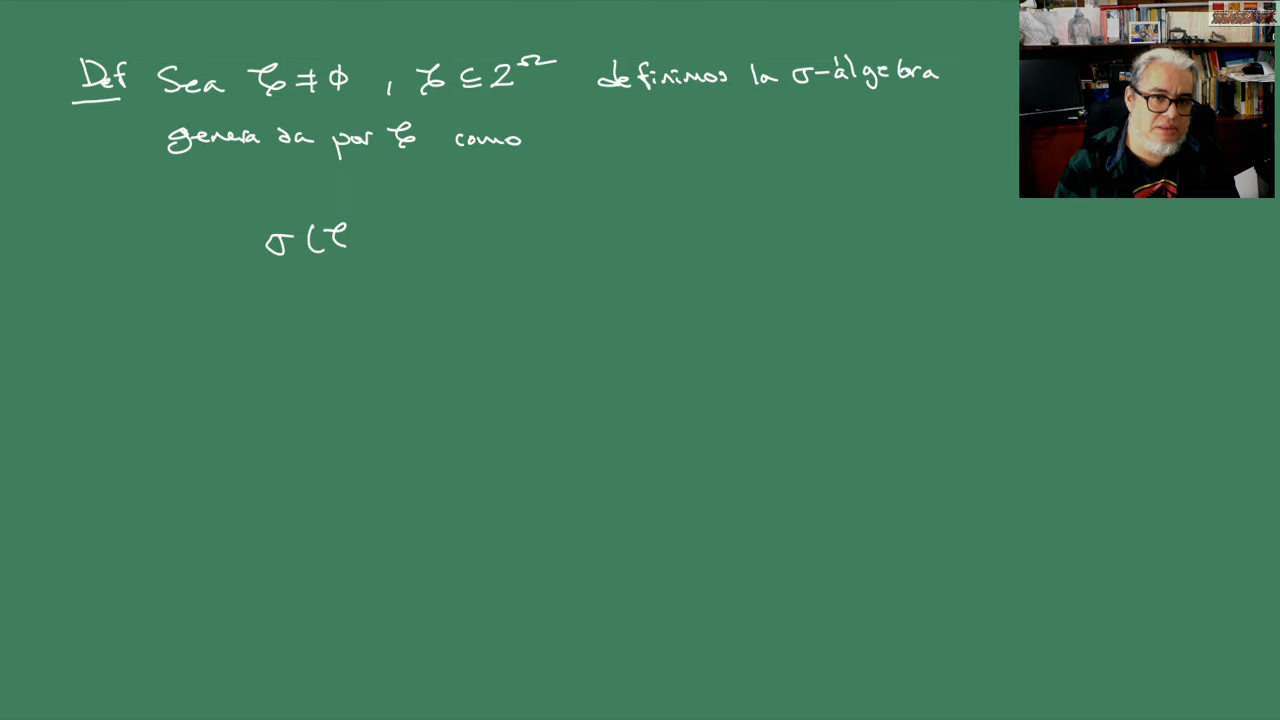 Def Sea ζ ≠ ϕ , ζ ⊆ 2^Ω definimos la σ-álgebra
generada por ζ como
σ(ζ